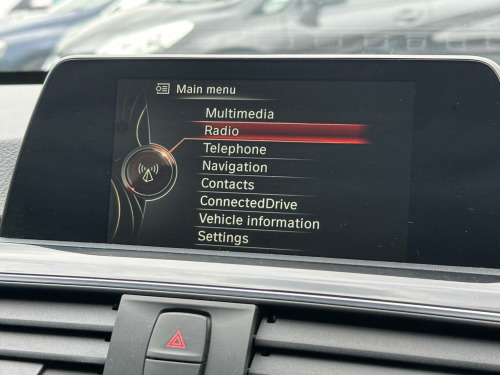 Main menu
Multimedia
Radio
Telephone
Navigation
Contacts
ConnectedDrive
Vehicle information
Settings